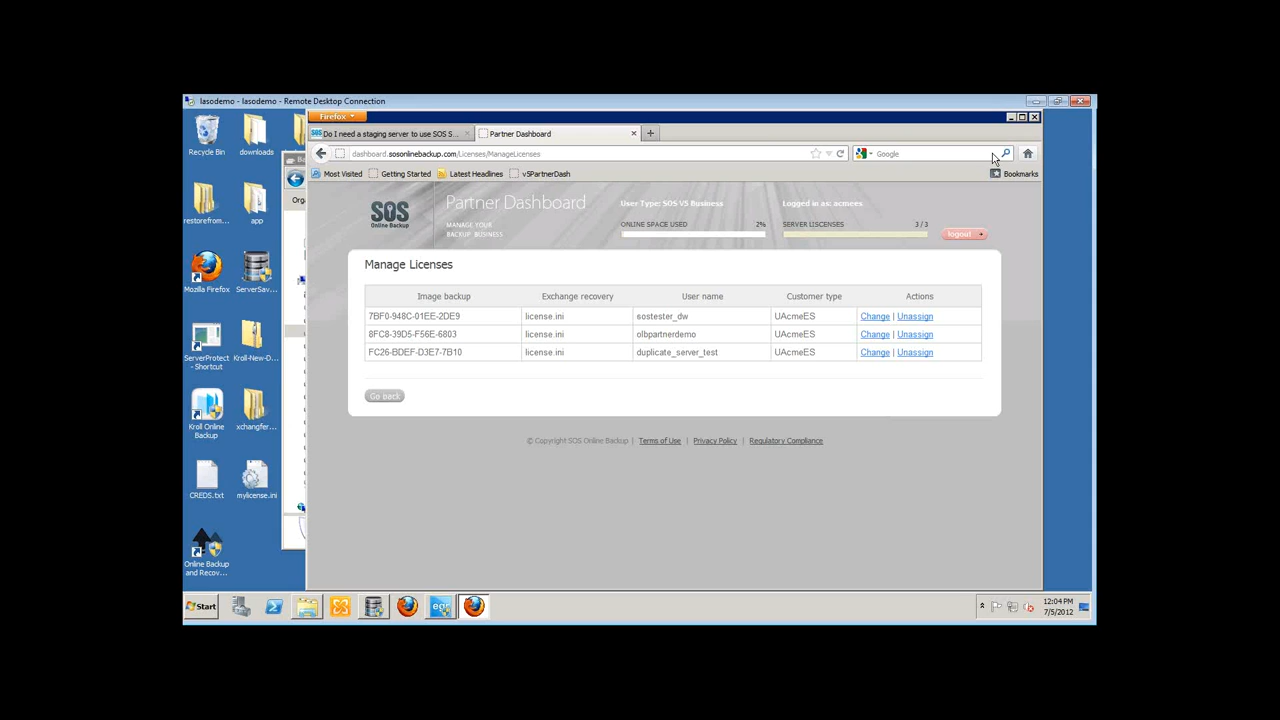 lasodemo - lasodemo - Remote Desktop Connection
Firefox
Do I need a staging server to use SOS S...
Partner Dashboard
dashboard.sosonlinebackup.com/Licenses/ManageLicenses
Google
Most Visited
Getting Started
Latest Headlines
v5PartnerDash
Bookmarks
Recycle Bin
downloads
restorefrom...
app
Mozilla Firefox
ServerSav...
ServerProtect - Shortcut
Kroll-New-D...
Kroll Online Backup
xchangfer...
CREDS.txt
mylicense.ini
Online Backup and Recov...
SOS
Online Backup
Partner Dashboard
MANAGE YOUR
BACKUP BUSINESS
User Type: SOS V5 Business
Logged in as: acmees
ONLINE SPACE USED 2%
SERVER LISCENSES 3 / 3
logout
Manage Licenses
Image backup Exchange recovery User name Customer type Actions
7BF0-948C-01EE-2DE9 license.ini sostester_dw UAcmeES Change | Unassign
8FC8-39D5-F56E-6803 license.ini olbpartnerdemo UAcmeES Change | Unassign
FC26-BDEF-D3E7-7B10 license.ini duplicate_server_test UAcmeES Change | Unassign
Go back
© Copyright SOS Online Backup | Terms of Use | Privacy Policy | Regulatory Compliance
Start
12:04 PM
7/5/2012